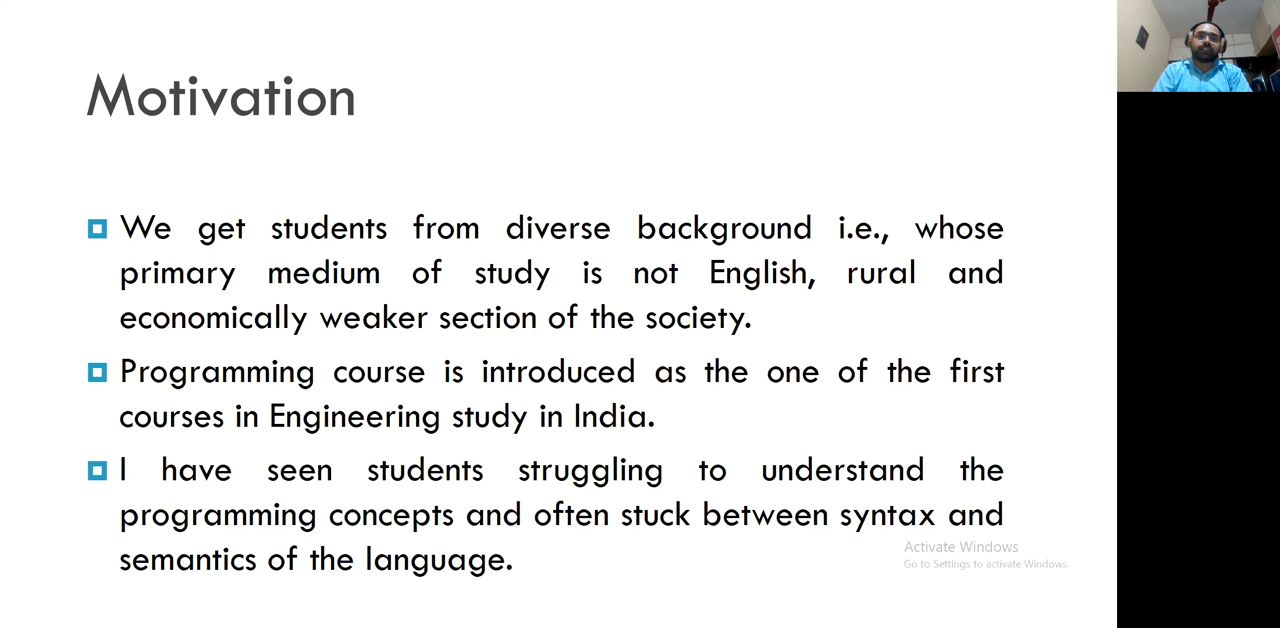 Motivation
We get students from diverse background i.e., whose
primary medium of study is not English, rural and
economically weaker section of the society.
Programming course is introduced as the one of the first
courses in Engineering study in India.
I have seen students struggling to understand the
programming concepts and often stuck between syntax and
semantics of the language.
Activate Windows
Go to Settings to activate Windows.